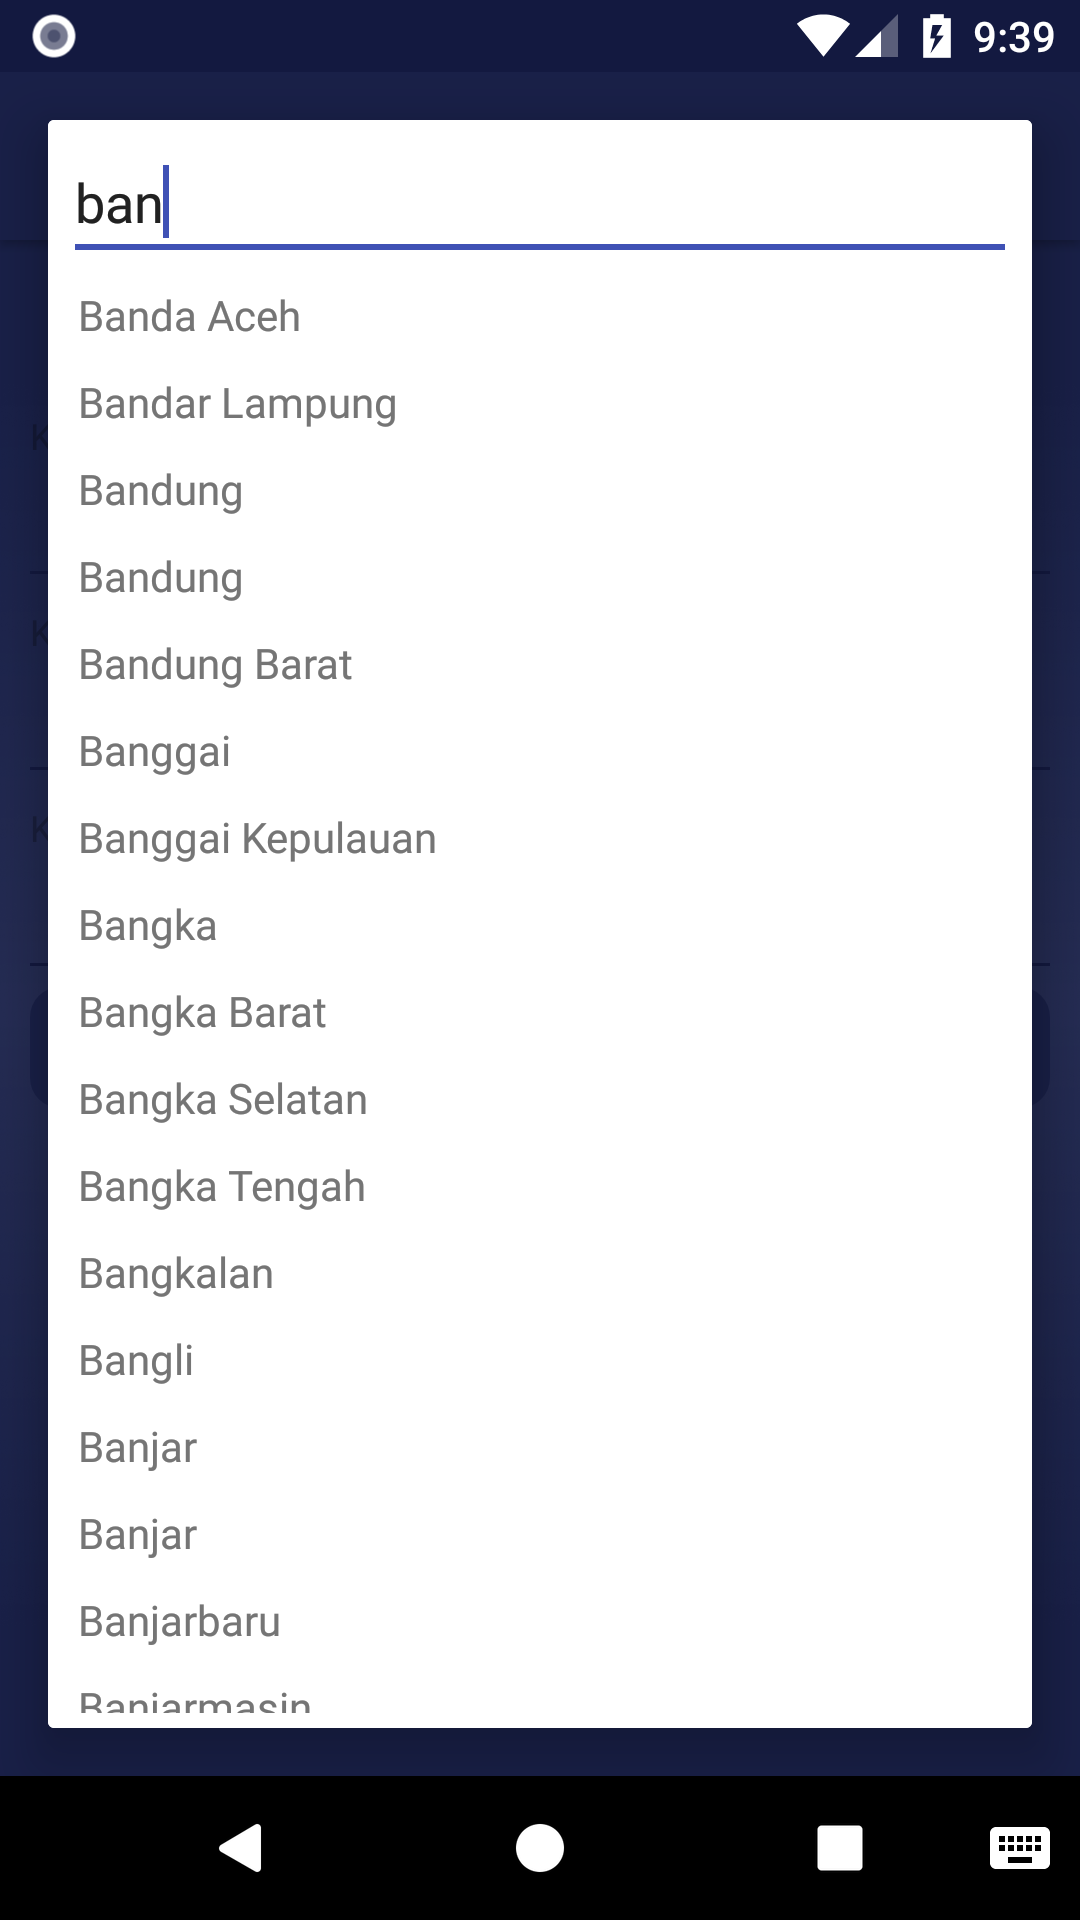 9:39
ban
Banda Aceh
Bandar Lampung
Bandung
Bandung
Bandung Barat
Banggai
Banggai Kepulauan
Bangka
Bangka Barat
Bangka Selatan
Bangka Tengah
Bangkalan
Bangli
Banjar
Banjar
Banjarbaru
Banjarmasin